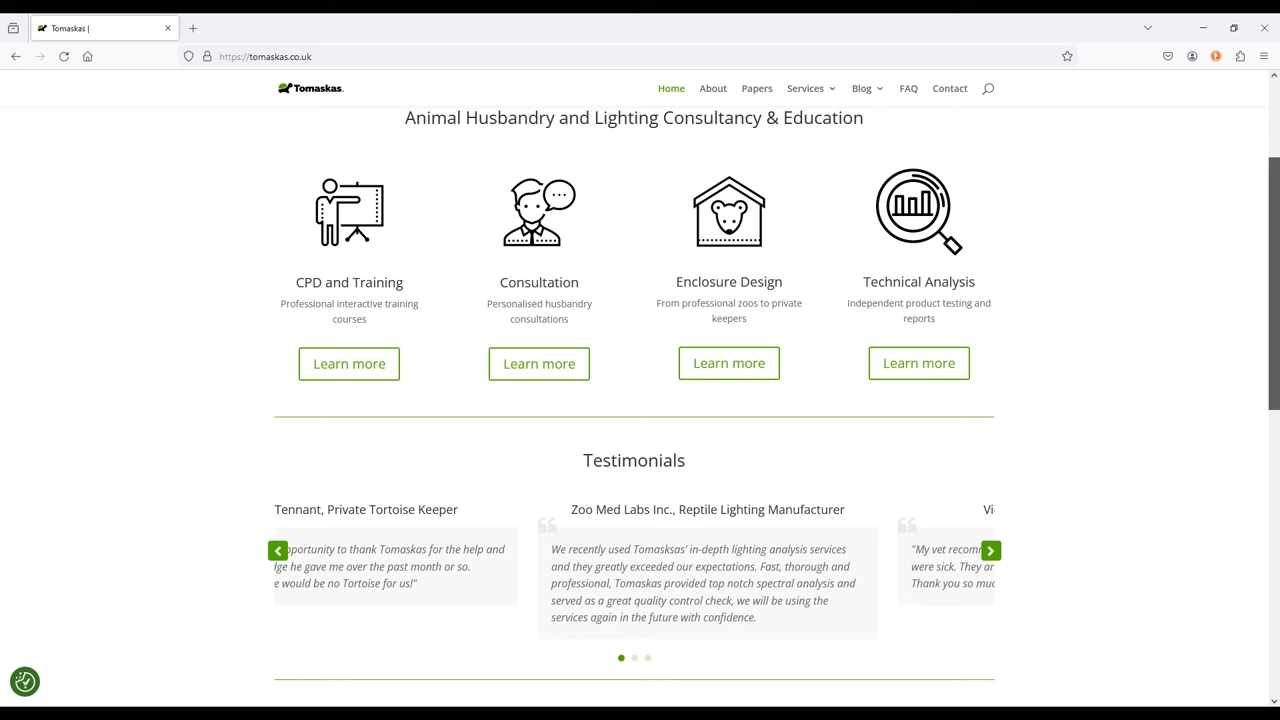 Tomaskas |
https://tomaskas.co.uk
Tomaskas.
Home
About
Papers
Services
Blog
FAQ
Contact
Animal Husbandry and Lighting Consultancy & Education
CPD and Training
Professional interactive training
courses
Learn more
Consultation
Personalised husbandry
consultations
Learn more
Enclosure Design
From professional zoos to private
keepers
Learn more
Technical Analysis
Independent product testing and
reports
Learn more
Testimonials
Tennant, Private Tortoise Keeper
opportunity to thank Tomaskas for the help and
dge he gave me over the past month or so.
e would be no Tortoise for us!"
Zoo Med Labs Inc., Reptile Lighting Manufacturer
We recently used Tomasksas' in-depth lighting analysis services
and they greatly exceeded our expectations. Fast, thorough and
professional, Tomaskas provided top notch spectral analysis and
served as a great quality control check, we will be using the
services again in the future with confidence.
Vi
"My vet recom
were sick. They ar
Thank you so muc